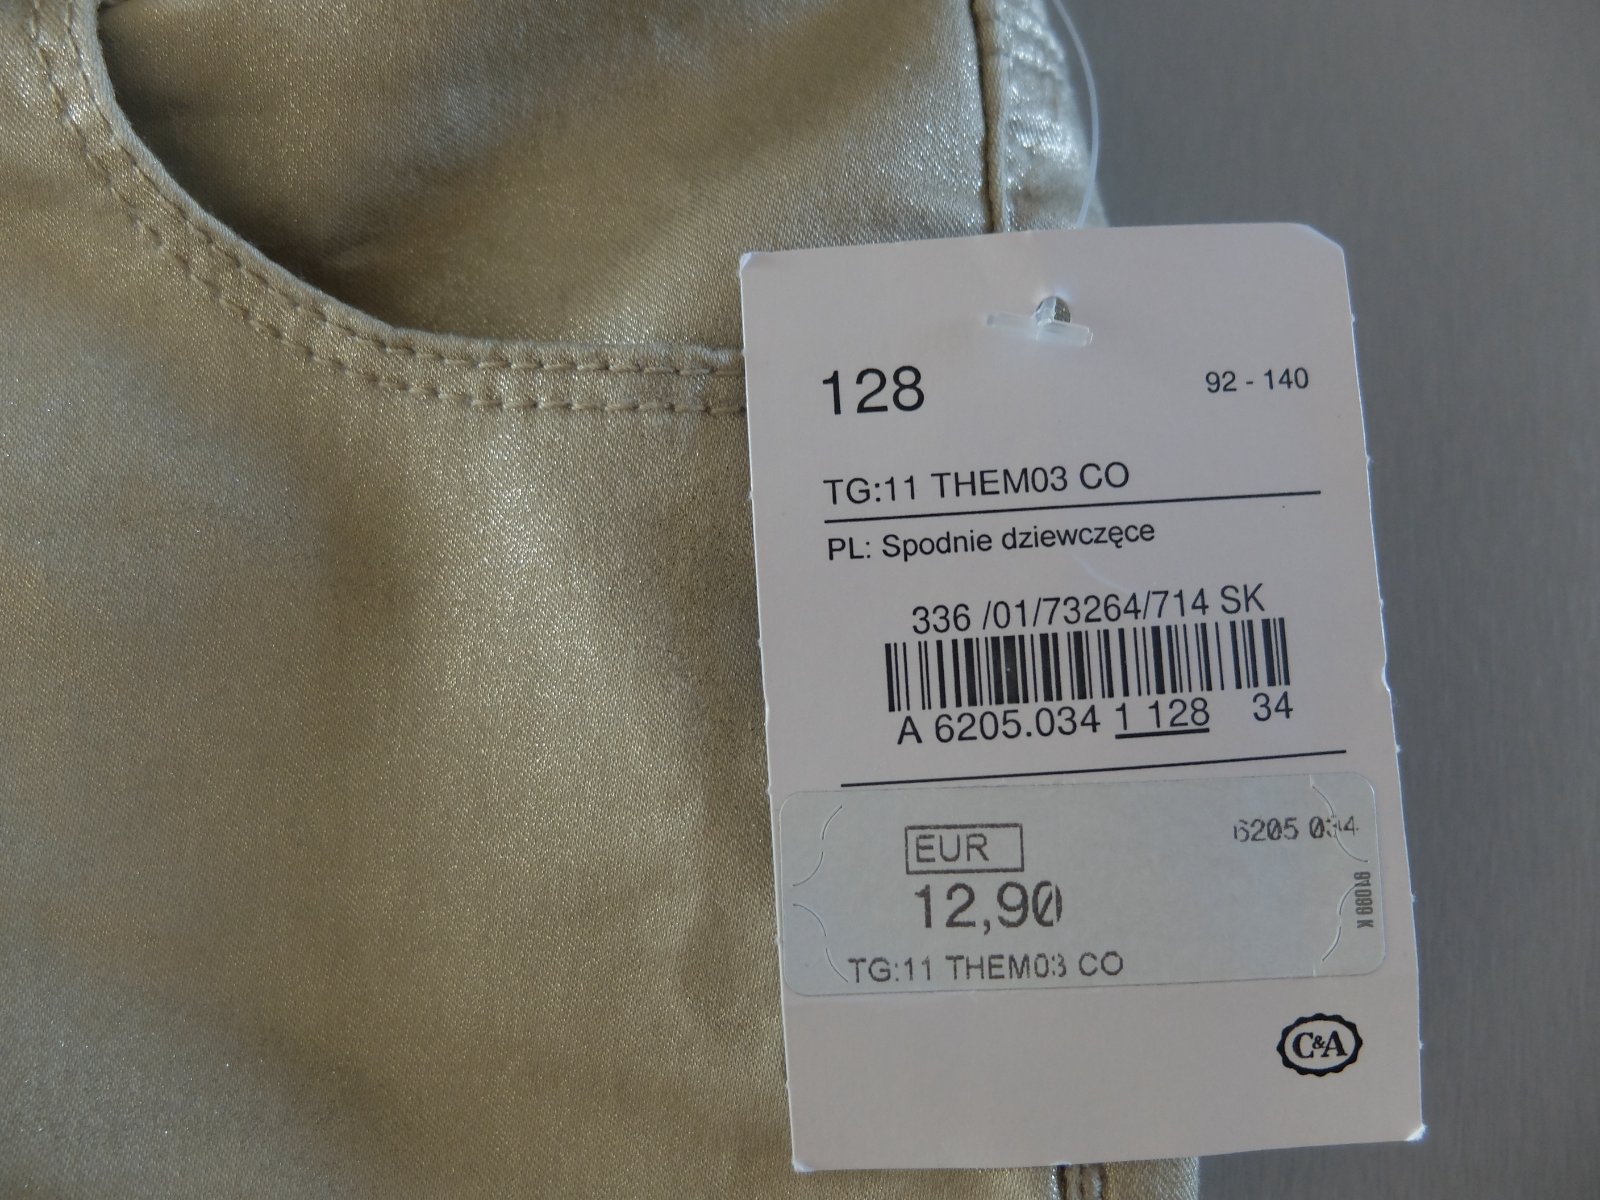 128 92 - 140
TG:11 THEM03 CO
PL: Spodnie dziewczęce
336 /01/73264/714 SK
A 6205.034 1 128 34
EUR 6205 034
12,90
91099 K
TG:11 THEM03 CO
C&A